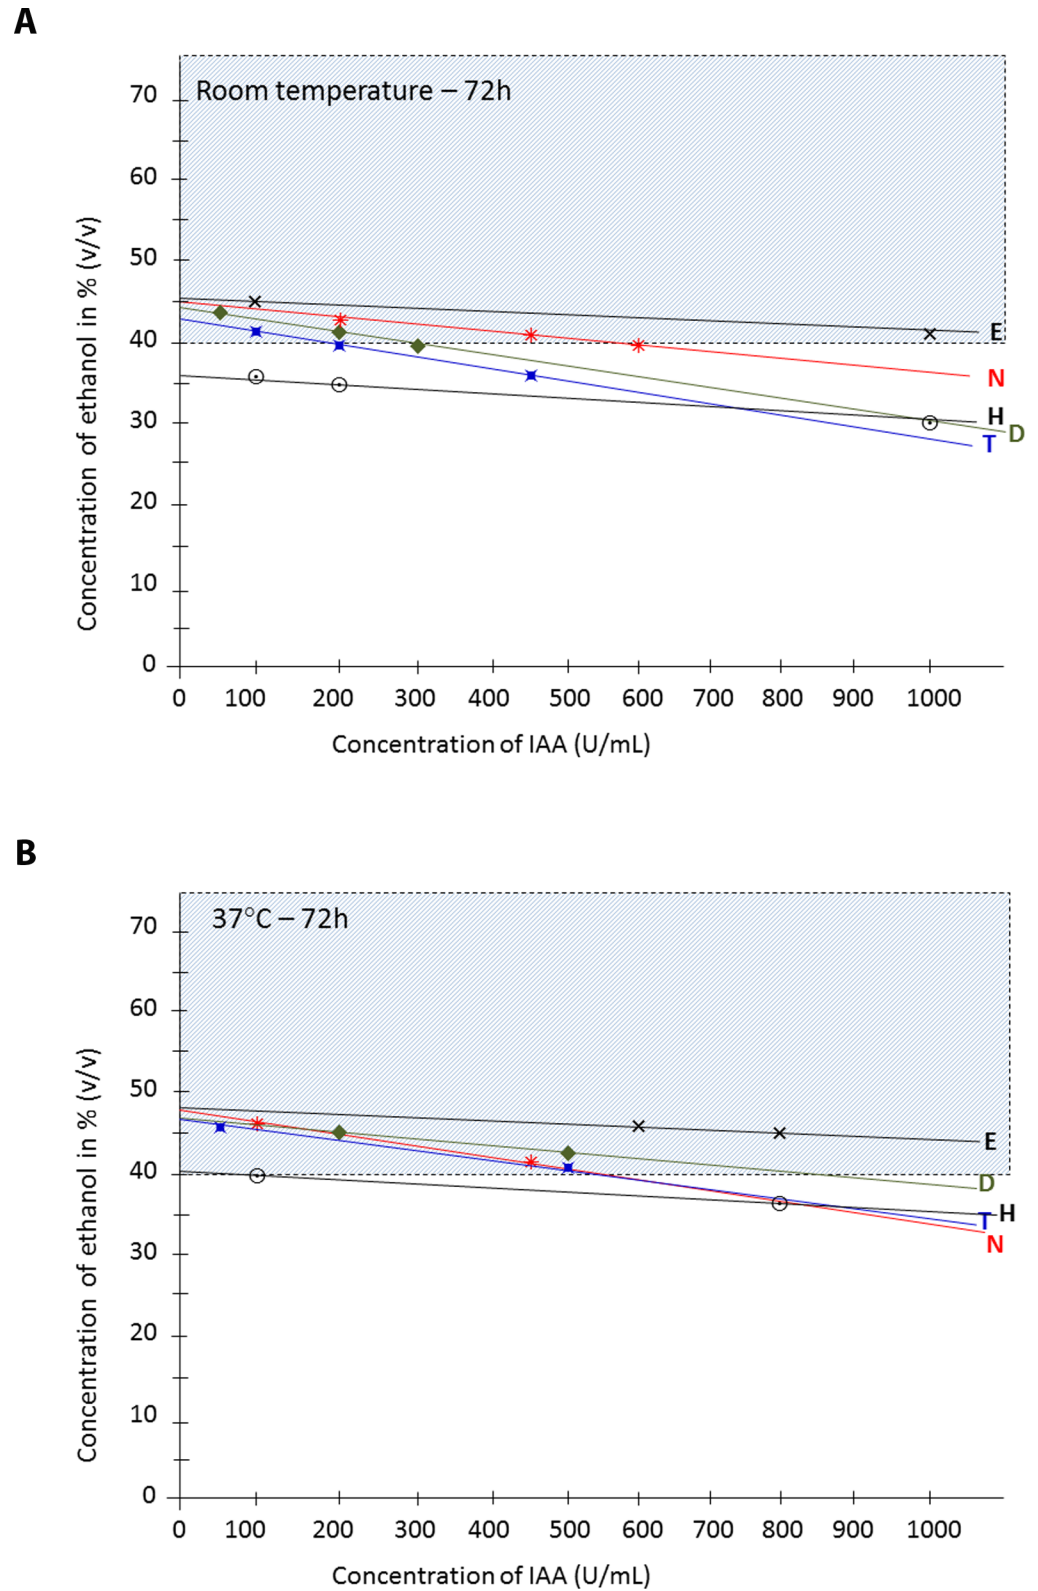 A
Room temperature – 72h
70
60
50
40
30
20
10
0
Concentration of ethanol in % (v/v)
E
N
H
D
T
0 100 200 300 400 500 600 700 800 900 1000
Concentration of IAA (U/mL)
B
37°C – 72h
70
60
50
40
30
20
10
0
Concentration of ethanol in % (v/v)
E
D
H
T
N
0 100 200 300 400 500 600 700 800 900 1000
Concentration of IAA (U/mL)